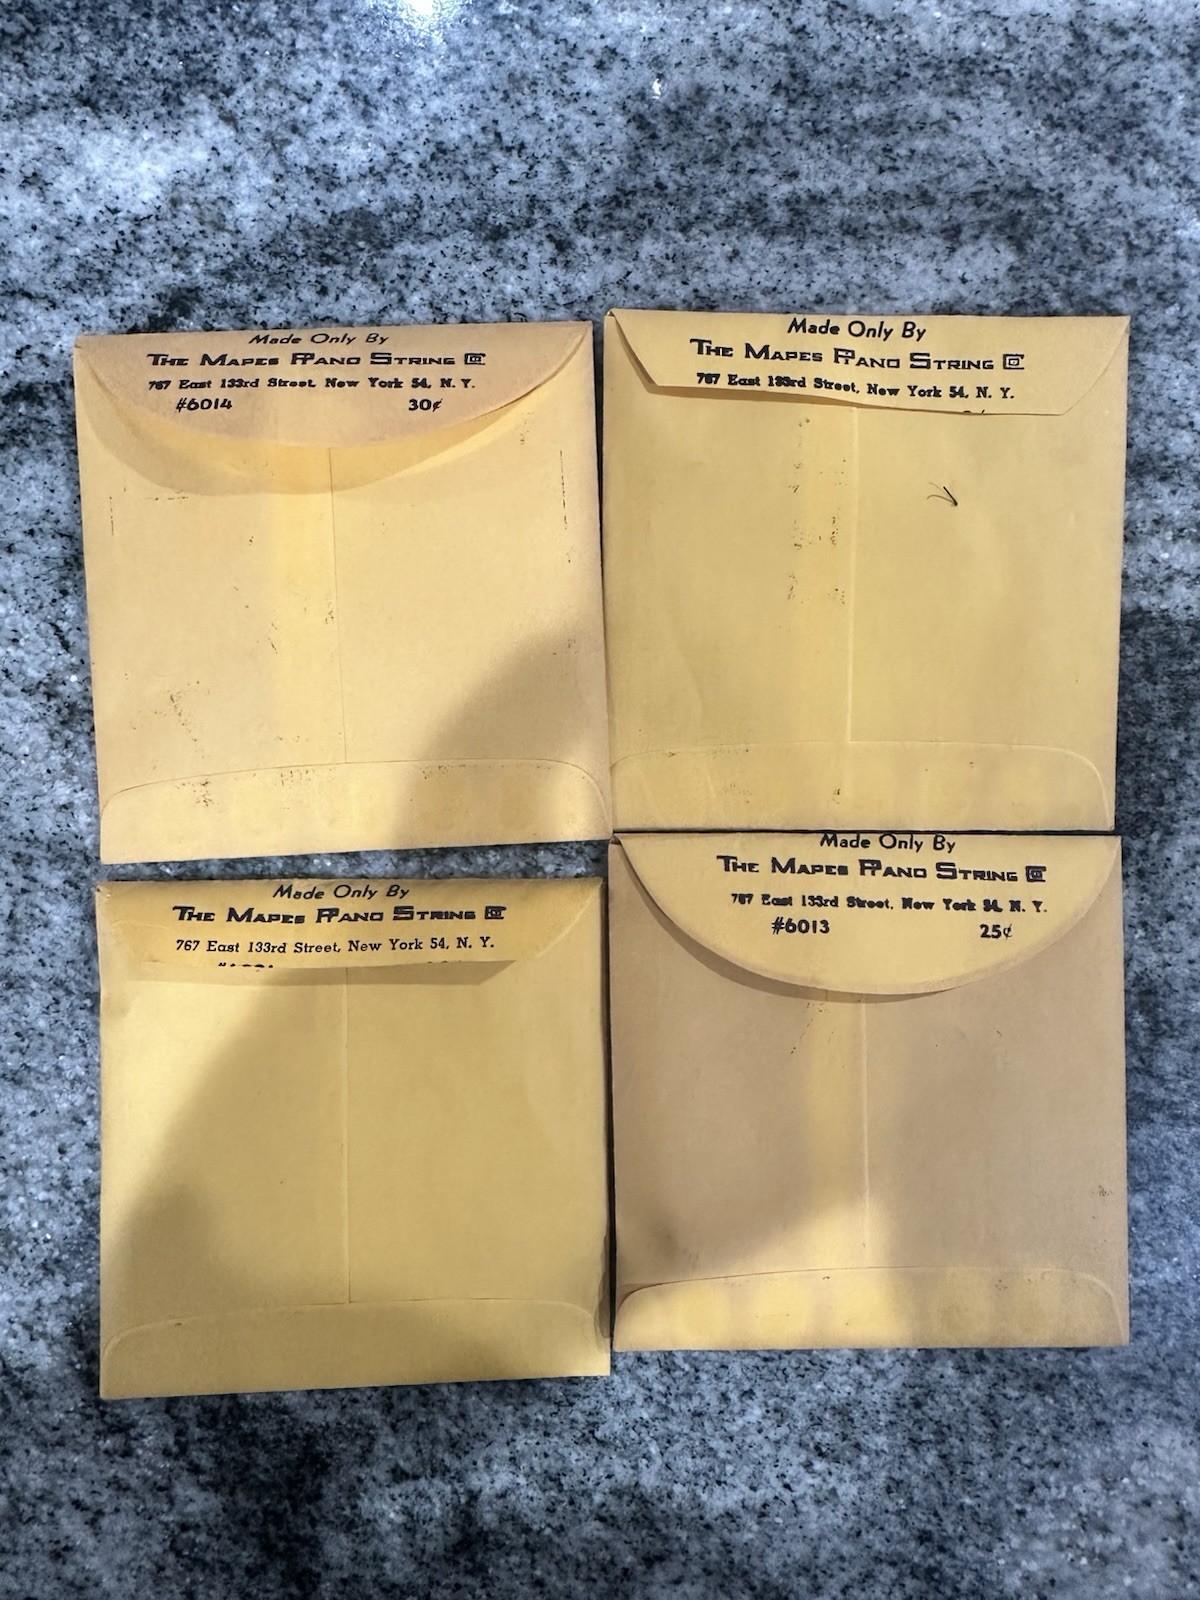 Made Only By
THE MAPES PIANO STRING CO
767 East 133rd Street, New York 54, N. Y.
#6014 30¢
Made Only By
THE MAPES PIANO STRING CO
767 East 133rd Street, New York 54, N. Y.
Made Only By
THE MAPES PIANO STRING CO
767 East 133rd Street, New York 54, N. Y.
Made Only By
THE MAPES PIANO STRING CO
767 East 133rd Street, New York 54, N. Y.
#6013 25¢